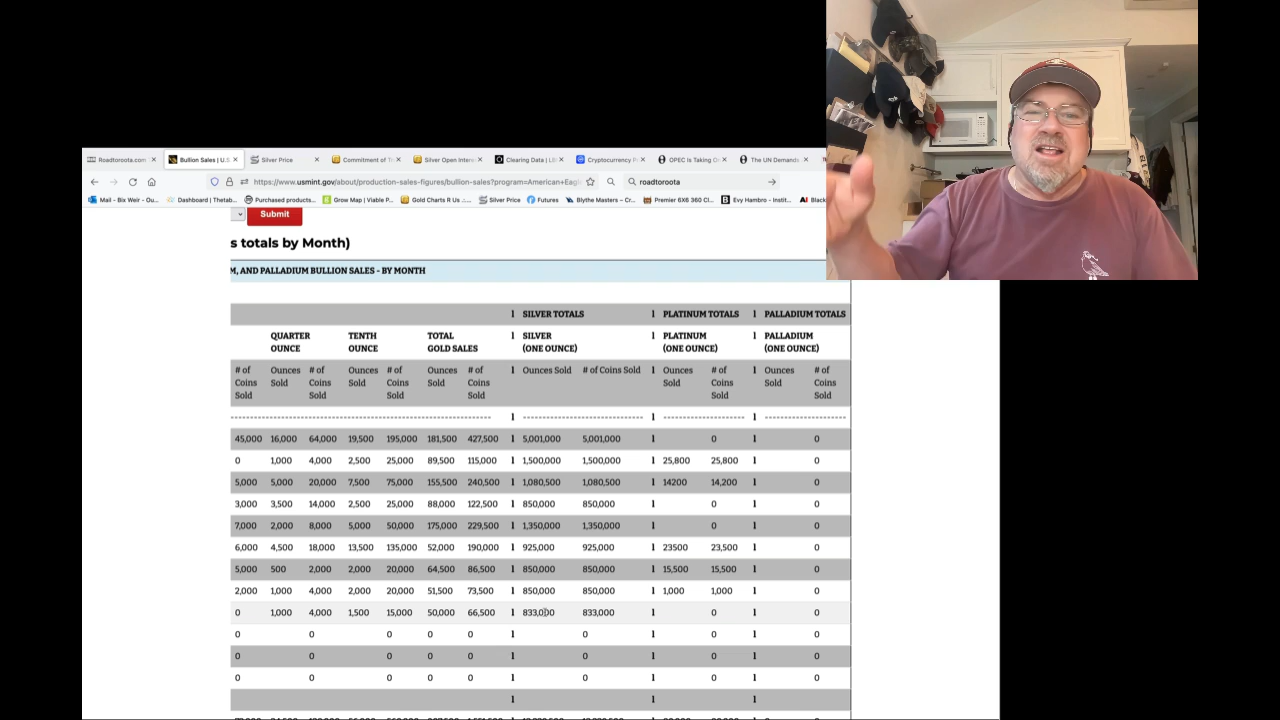 Roadtoroota.com
Bullion Sales | U.S
Silver Price
Commitment of Tr
Silver Open Intere
Clearing Data | LB
Cryptocurrency P
OPEC is Taking O
The UN Demands
https://www.usmint.gov/about/production-sales-figures/bullion-sales?program=American+Eagl
roadtoroota
Mail - Bix Weir - Ou...
Dashboard | Thetab...
Purchased products...
Grow Map | Viable P...
Gold Charts R Us :...
Silver Price
Futures
Blythe Masters – Cr...
Premier 6X6 360 Cl...
Evy Hambro - Instit...
Black
Submit
s totals by Month)
M, AND PALLADIUM BULLION SALES - BY MONTH
l SILVER TOTALS l PLATINUM TOTALS l PALLADIUM TOTALS
QUARTER OUNCE TENTH OUNCE TOTAL GOLD SALES l SILVER (ONE OUNCE) l PLATINUM (ONE OUNCE) l PALLADIUM (ONE OUNCE)
# of Coins Sold Ounces Sold # of Coins Sold Ounces Sold # of Coins Sold Ounces Sold # of Coins Sold l Ounces Sold # of Coins Sold l Ounces Sold # of Coins Sold l Ounces Sold # of Coins Sold
l l l
45,000 16,000 64,000 19,500 195,000 181,500 427,500 l 5,001,000 5,001,000 l 0 l 0
0 1,000 4,000 2,500 25,000 89,500 115,000 l 1,500,000 1,500,000 l 25,800 25,800 l 0
5,000 5,000 20,000 7,500 75,000 155,500 240,500 l 1,080,500 1,080,500 l 14200 14,200 l 0
3,000 3,500 14,000 2,500 25,000 88,000 122,500 l 850,000 850,000 l 0 l 0
7,000 2,000 8,000 5,000 50,000 175,000 229,500 l 1,350,000 1,350,000 l 0 l 0
6,000 4,500 18,000 13,500 135,000 52,000 190,000 l 925,000 925,000 l 23500 23,500 l 0
5,000 500 2,000 2,000 20,000 64,500 86,500 l 850,000 850,000 l 15,500 15,500 l 0
2,000 1,000 4,000 2,000 20,000 51,500 73,500 l 850,000 850,000 l 1,000 1,000 l 0
0 1,000 4,000 1,500 15,000 50,000 66,500 l 833,000 833,000 l 0 l 0
0 0 0 0 0 l 0 l 0 l 0
0 0 0 0 0 l 0 l 0 l 0
0 0 0 0 0 l 0 l 0 l 0
l l l